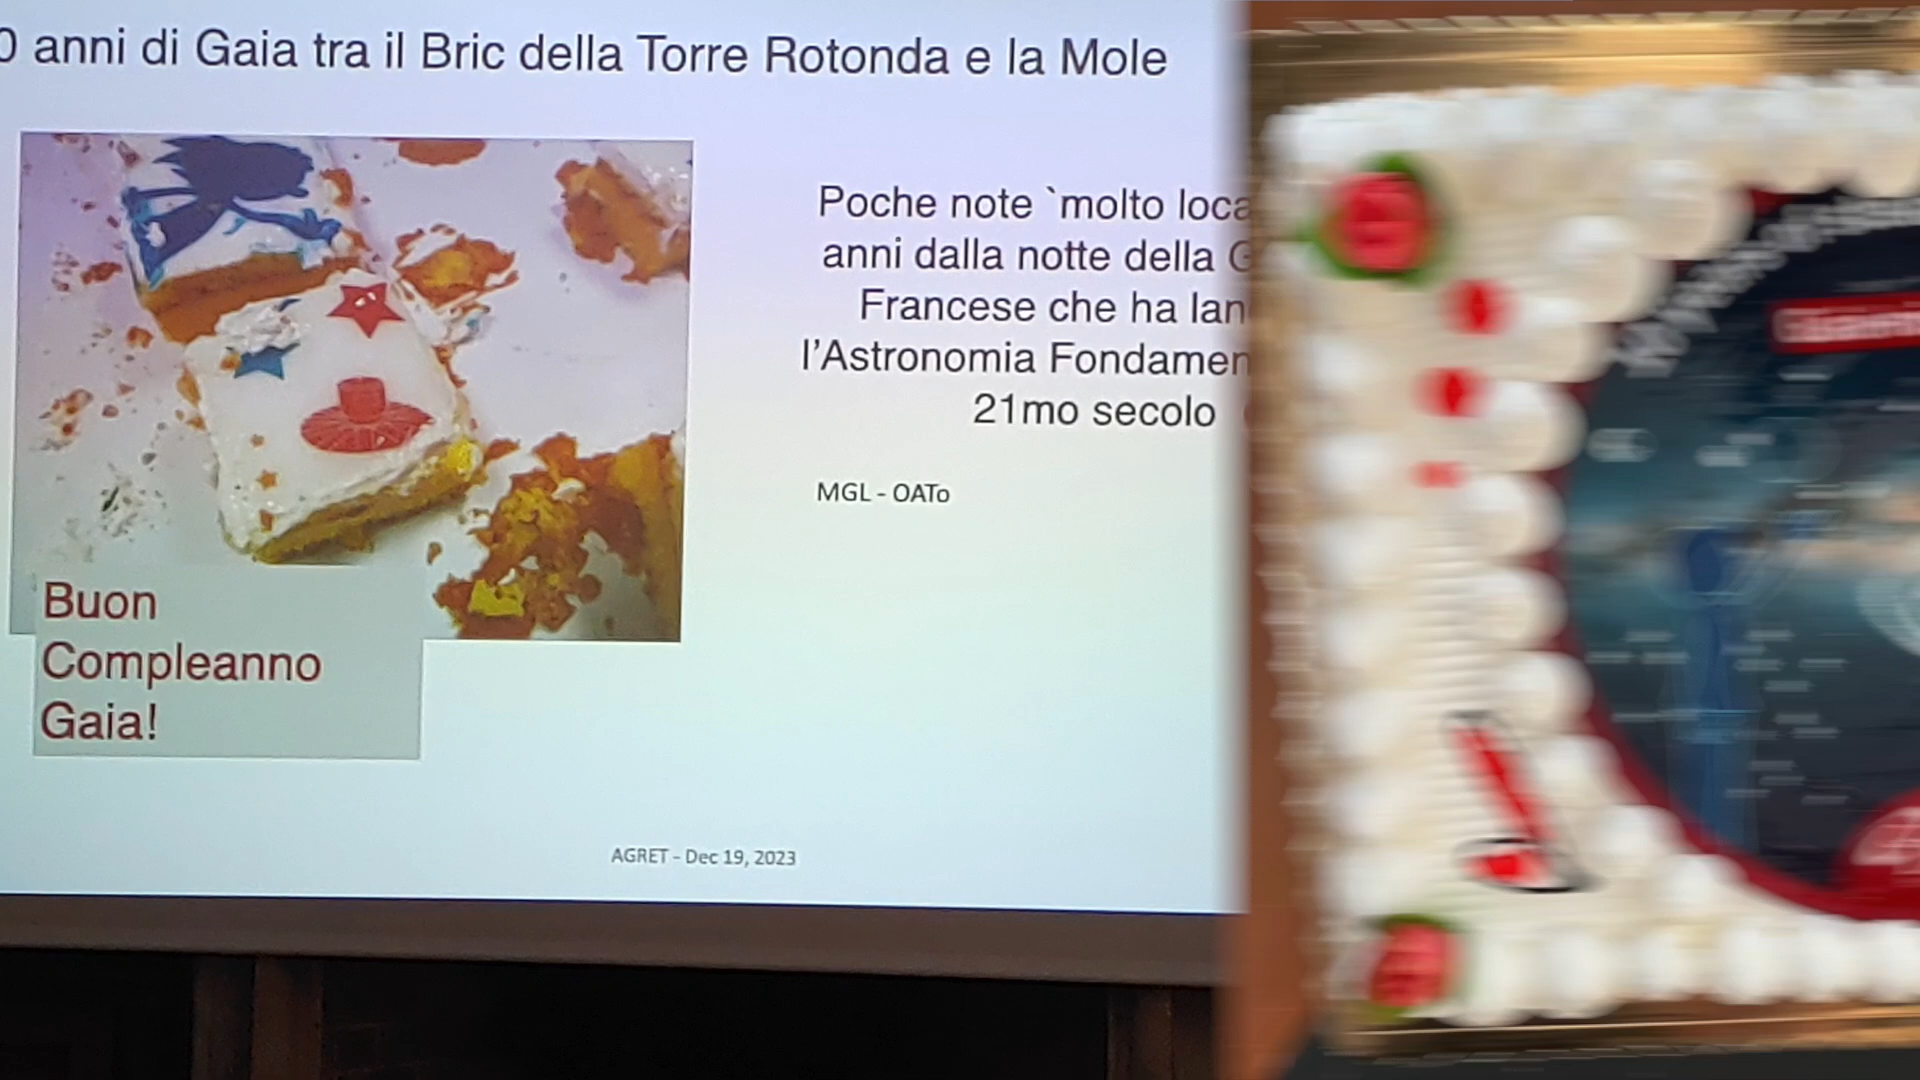 0 anni di Gaia tra il Bric della Torre Rotonda e la Mole
Poche note `molto loca
anni dalla notte della G
Francese che ha lan
l'Astronomia Fondamen
21mo secolo
MGL - OATo
Buon
Compleanno
Gaia!
AGRET - Dec 19, 2023